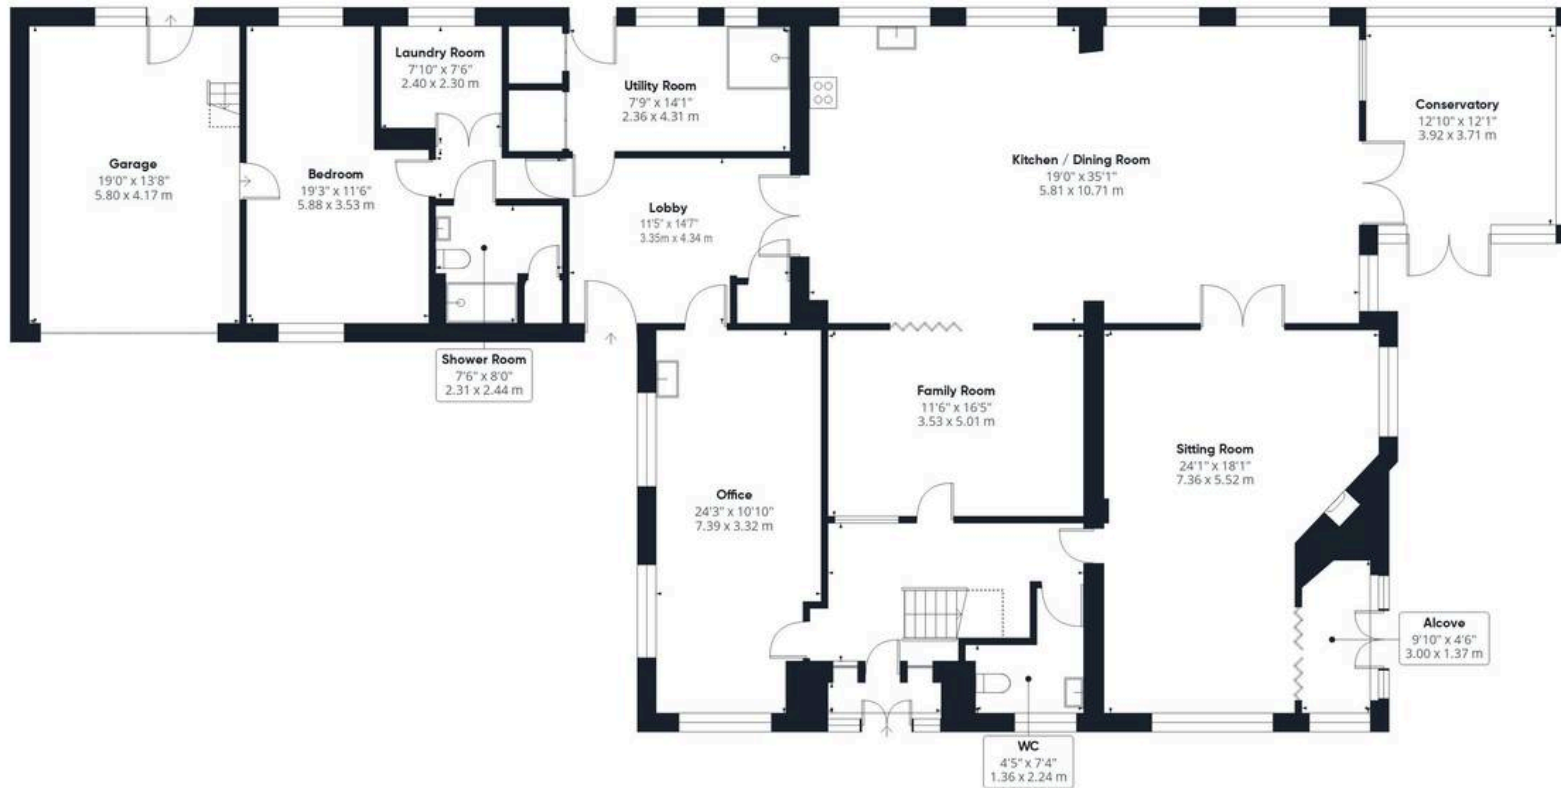 Laundry Room
7'10" x 7'6"
2.40 x 2.30 m
Utility Room
7'9" x 14'1"
2.36 x 4.31 m
Conservatory
12'10" x 12'1"
3.92 x 3.71 m
Garage
19'0" x 13'8"
5.80 x 4.17 m
Bedroom
19'3" x 11'6"
5.88 x 3.53 m
Kitchen / Dining Room
19'0" x 35'1"
5.81 x 10.71 m
Lobby
11'5" x 14'7"
3.35m x 4.34 m
Shower Room
7'6" x 8'0"
2.31 x 2.44 m
Family Room
11'6" x 16'5"
3.53 x 5.01 m
Sitting Room
24'1" x 18'1"
7.36 x 5.52 m
Office
24'3" x 10'10"
7.39 x 3.32 m
Alcove
9'10" x 4'6"
3.00 x 1.37 m
WC
4'5" x 7'4"
1.36 x 2.24 m